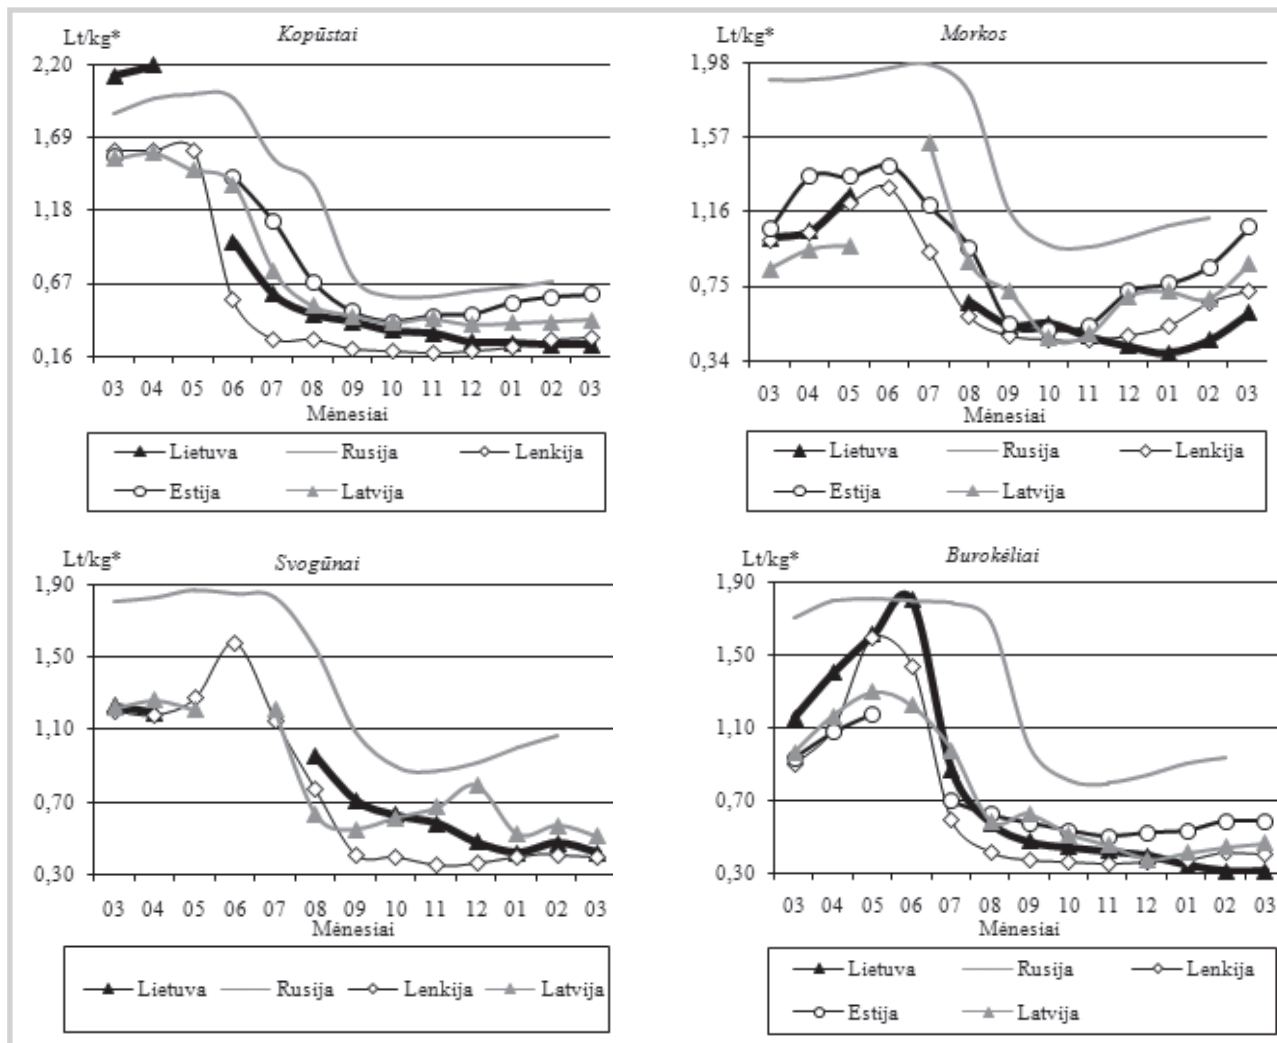 Kopūstai
Lt/kg*
2,20
1,69
1,18
0,67
0,16
03 04 05 06 07 08 09 10 11 12 01 02 03
Mėnesiai
Lietuva Rusija Lenkija
Estija Latvija
Morkos
Lt/kg*
1,98
1,57
1,16
0,75
0,34
03 04 05 06 07 08 09 10 11 12 01 02 03
Mėnesiai
Lietuva Rusija Lenkija
Estija Latvija
Svogūnai
Lt/kg*
1,90
1,50
1,10
0,70
0,30
03 04 05 06 07 08 09 10 11 12 01 02 03
Mėnesiai
Lietuva Rusija Lenkija Latvija
Burokėliai
Lt/kg*
1,90
1,50
1,10
0,70
0,30
03 04 05 06 07 08 09 10 11 12 01 02 03
Mėnesiai
Lietuva Rusija Lenkija
Estija Latvija